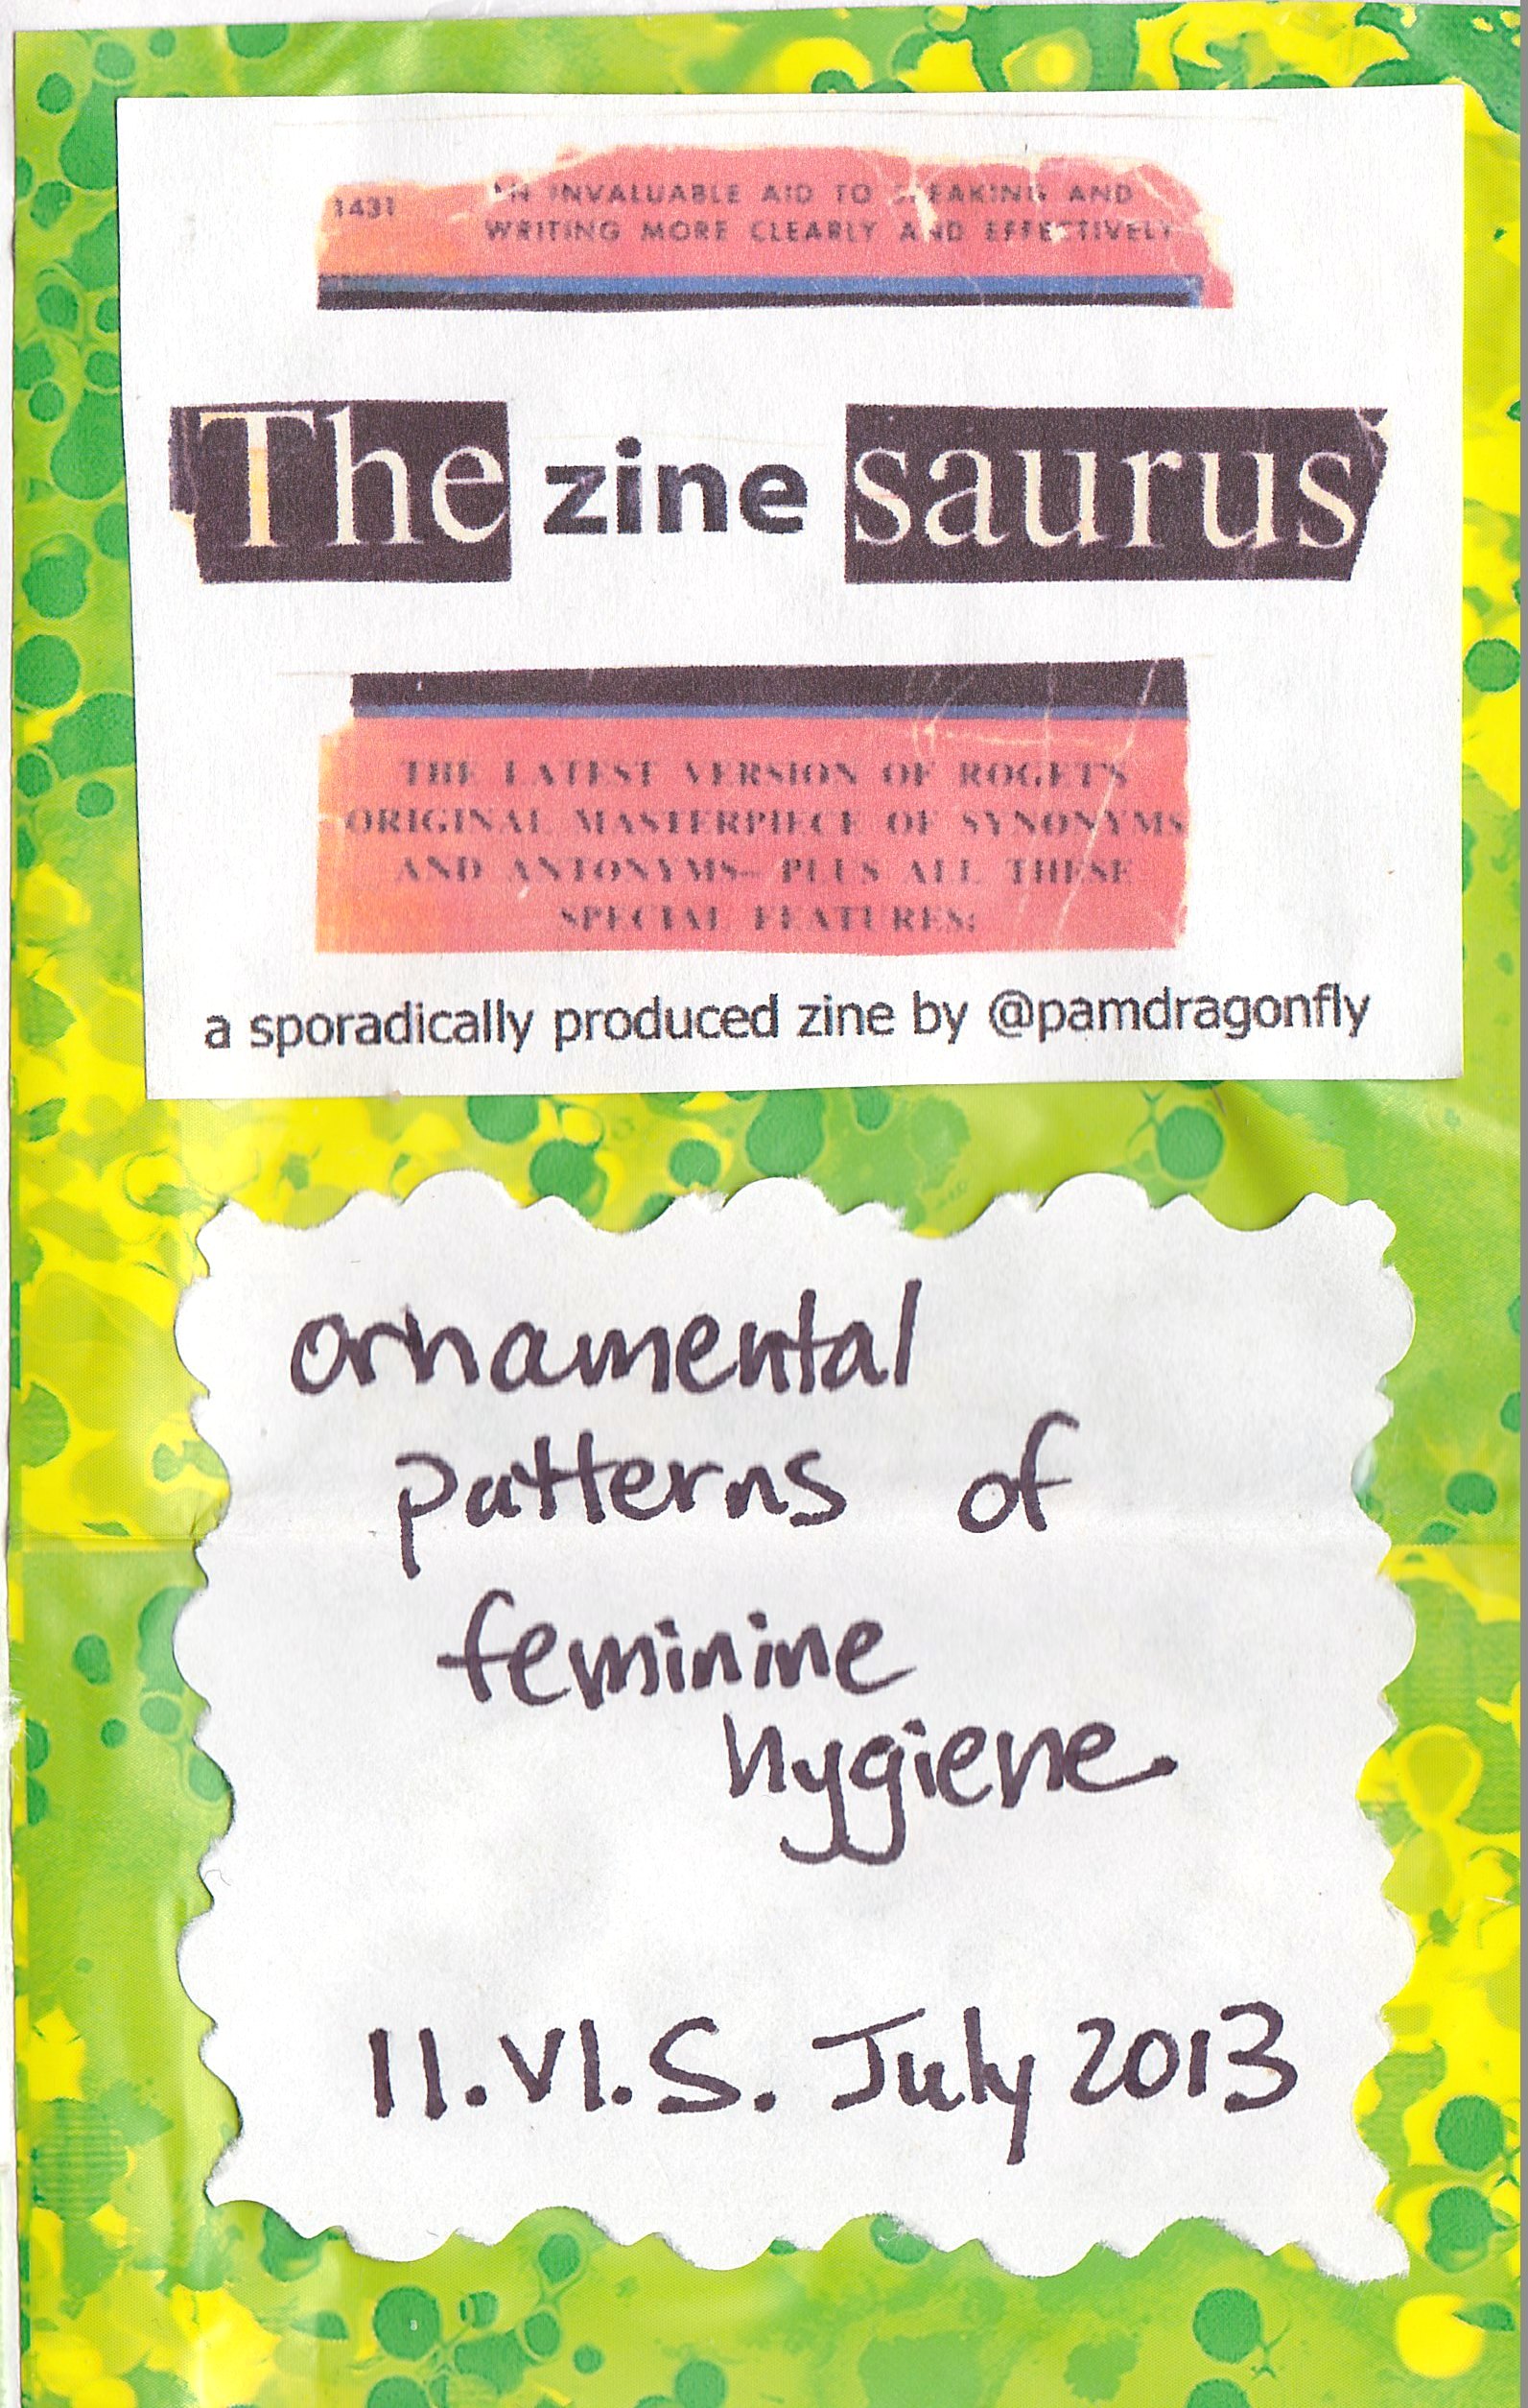 1431
AN INVALUABLE AID TO SPEAKING AND
WRITING MORE CLEARLY AND EFFECTIVELY
The zine saurus
THE LATEST VERSION OF ROGET'S
ORIGINAL MASTERPIECE OF SYNONYMS
AND ANTONYMS—PLUS ALL THESE
SPECIAL FEATURES:
a sporadically produced zine by @pamdragonfly
ornamental
patterns of
feminine
hygiene.
11.VI.S. July 2013